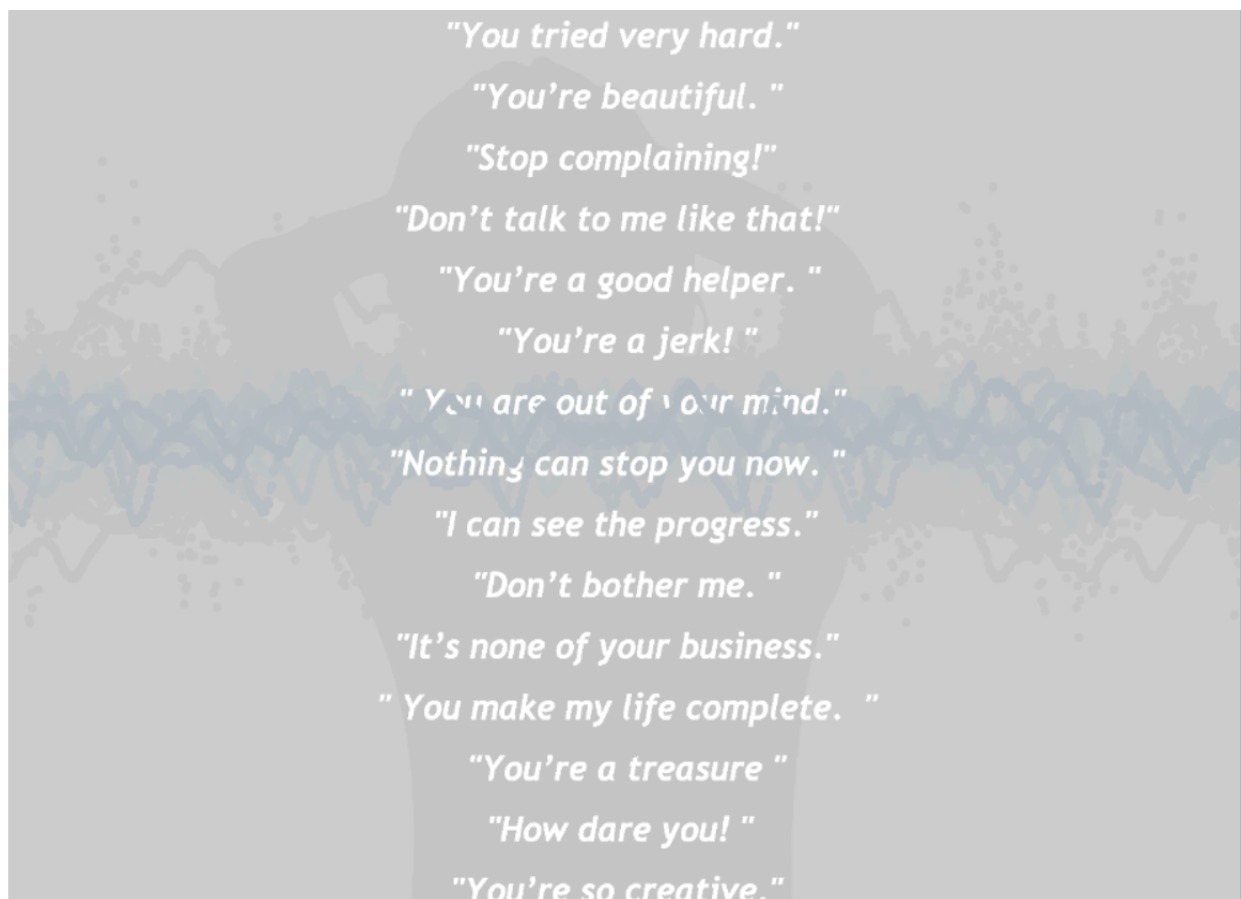 "You tried very hard."
"You’re beautiful. "
"Stop complaining!"
"Don’t talk to me like that!"
"You’re a good helper. "
"You’re a jerk! "
" You are out of your mind."
"Nothing can stop you now. "
"I can see the progress."
"Don’t bother me. "
"It’s none of your business."
" You make my life complete.  "
"You’re a treasure "
"How dare you! "
"You’re so creative."